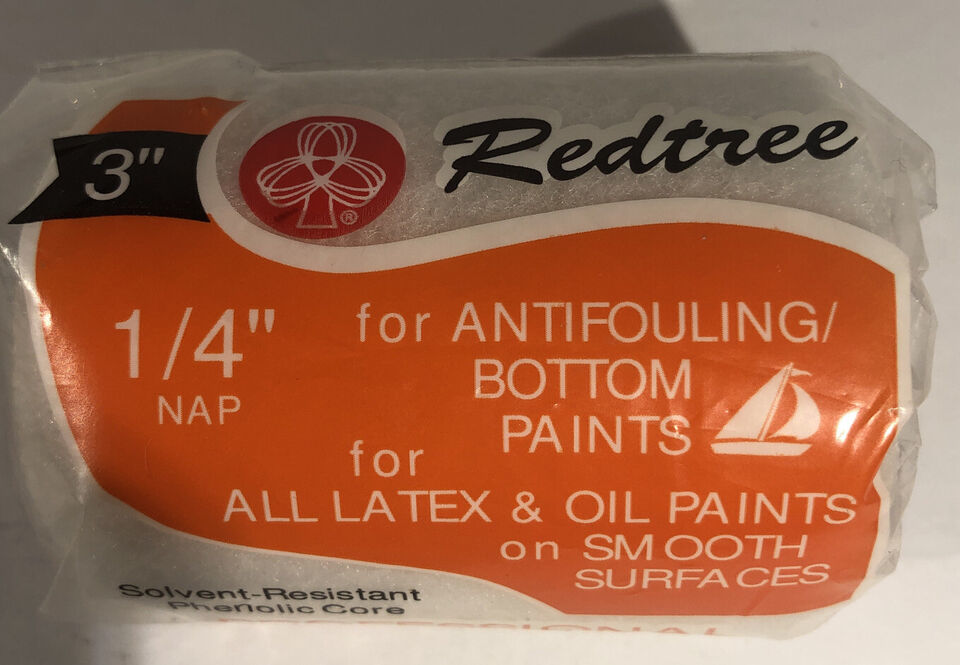 3"
Redtree
®
1/4"
NAP
for ANTIFOULING/
BOTTOM
PAINTS
for
ALL LATEX & OIL PAINTS
on SMOOTH
SURFACES
Solvent-Resistant
Phenolic Core